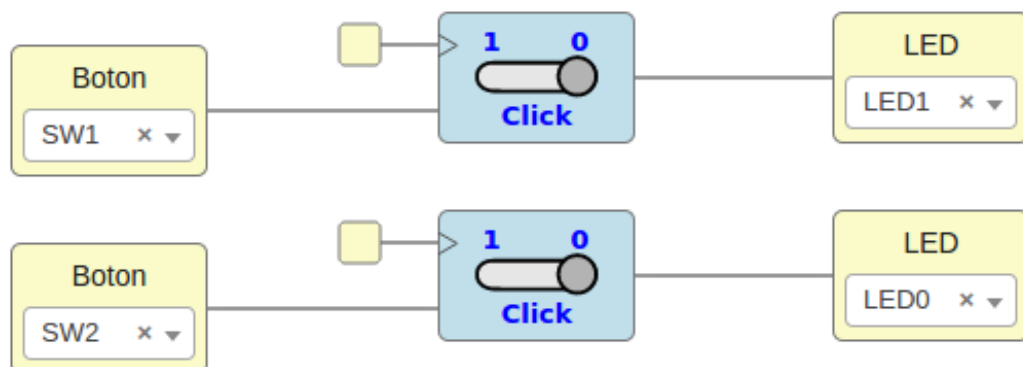 Boton
SW1
1 0
Click
LED
LED1
Boton
SW2
1 0
Click
LED
LED0